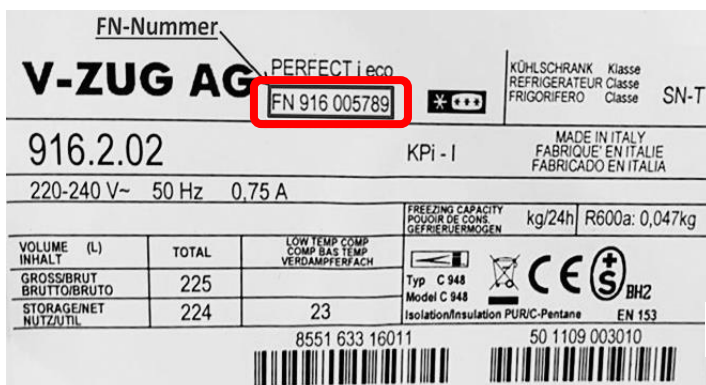 FN-Nummer
V-ZUG AG
PERFECT i eco
FN 916 005789
KÜHLSCHRANK Klasse
REFRIGERATEUR Classe
FRIGORIFERO Classe
SN-T
916.2.02
KPi - I
MADE IN ITALY
FABRIQUE' EN ITALIE
FABRICADO EN ITALIA
220-240 V~ 50 Hz 0,75 A
FREEZING CAPACITY
POUOIR DE CONS.
GEFRIERUERMOGEN
kg/24h
R600a: 0,047kg
VOLUME (L)
INHALT
TOTAL
LOW TEMP COMP
COMP BAS TEMP
VERDAMPFERFACH
GROSS/BRUT
BRUTTO/BRUTO
225
STORAGE/NET
NUTZ/UTIL
224
23
Typ C 948
Model C 948
CE
+S
BH2
Isolation/Insulation PUR/C-Pentane
EN 153
8551 633 16011
50 1109 003010